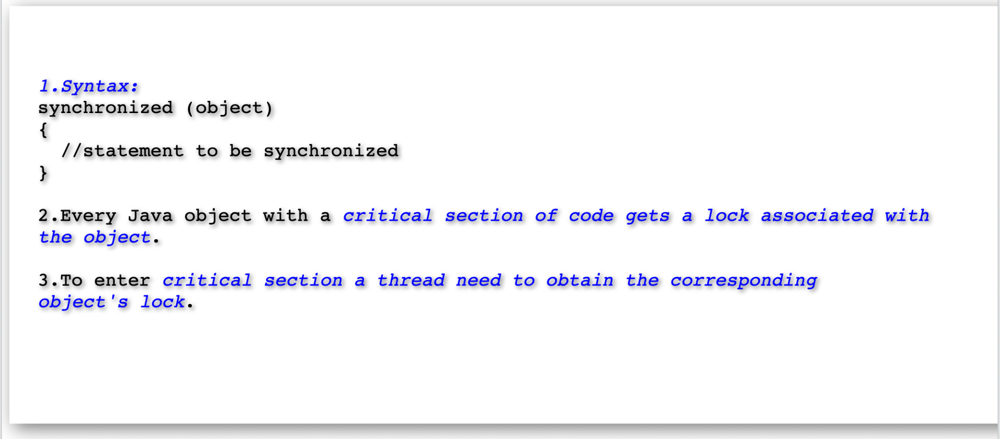 1.Syntax:
synchronized (object)
{
  //statement to be synchronized
}
2.Every Java object with a critical section of code gets a lock associated with
the object.
3.To enter critical section a thread need to obtain the corresponding
object's lock.